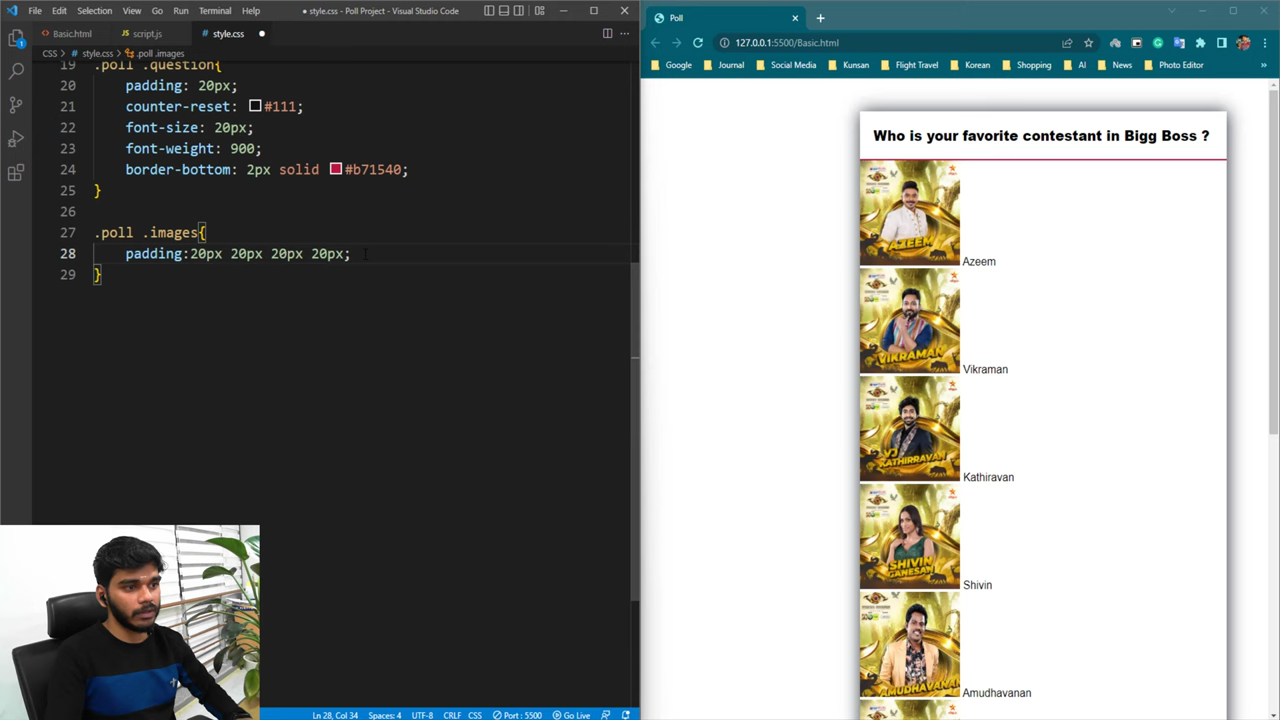 File Edit Selection View Go Run Terminal Help
style.css - Poll Project - Visual Studio Code
Basic.html script.js style.css
CSS > # style.css > .poll .images
19 .poll .question{
20 padding: 20px;
21 counter-reset: #111;
22 font-size: 20px;
23 font-weight: 900;
24 border-bottom: 2px solid #b71540;
25 }
26
27 .poll .images{
28 padding:20px 20px 20px 20px;
29 }
1
Ln 28, Col 34 Spaces: 4 UTF-8 CRLF CSS Port : 5500 Go Live
Poll
127.0.0.1:5500/Basic.html
Google Journal Social Media Kunsan Flight Travel Korean Shopping AI News Photo Editor
Who is your favorite contestant in Bigg Boss ?
AZEEM
Azeem
VIKRAMAN
Vikraman
VJ
KATHIRRAVAN
Kathiravan
SHIVIN
GANESAN
Shivin
AMUDHAVANAN
Amudhavanan